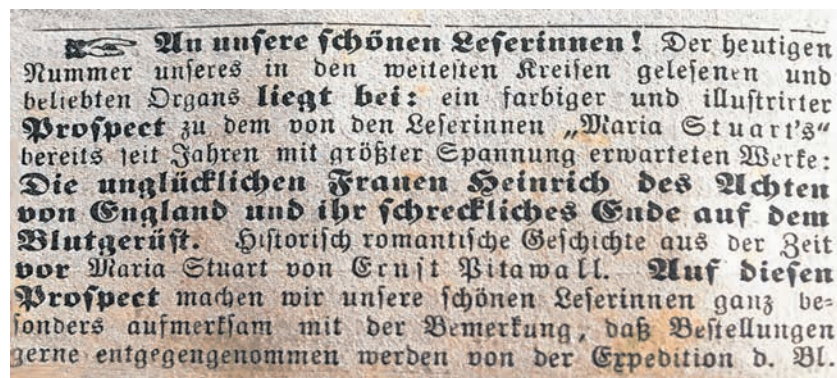 ☞ An unsere schönen Leserinnen! Der heutigen
Nummer unseres in den weitesten Kreisen gelesenen und
beliebten Organs liegt bei: ein farbiger und illustrirter
Prospect zu dem von den Leserinnen „Maria Stuart's“
bereits seit Jahren mit größter Spannung erwarteten Werke:
Die unglücklichen Frauen Heinrich des Achten
von England und ihr schreckliches Ende auf dem
Blutgerüst. Historisch romantische Geschichte aus der Zeit
vor Maria Stuart von Ernst Pitawall. Auf diesen
Prospect machen wir unsere schönen Leserinnen ganz be-
sonders aufmerksam mit der Bemerkung, daß Bestellungen
gerne entgegengenommen werden von der Expedition d. Bl.